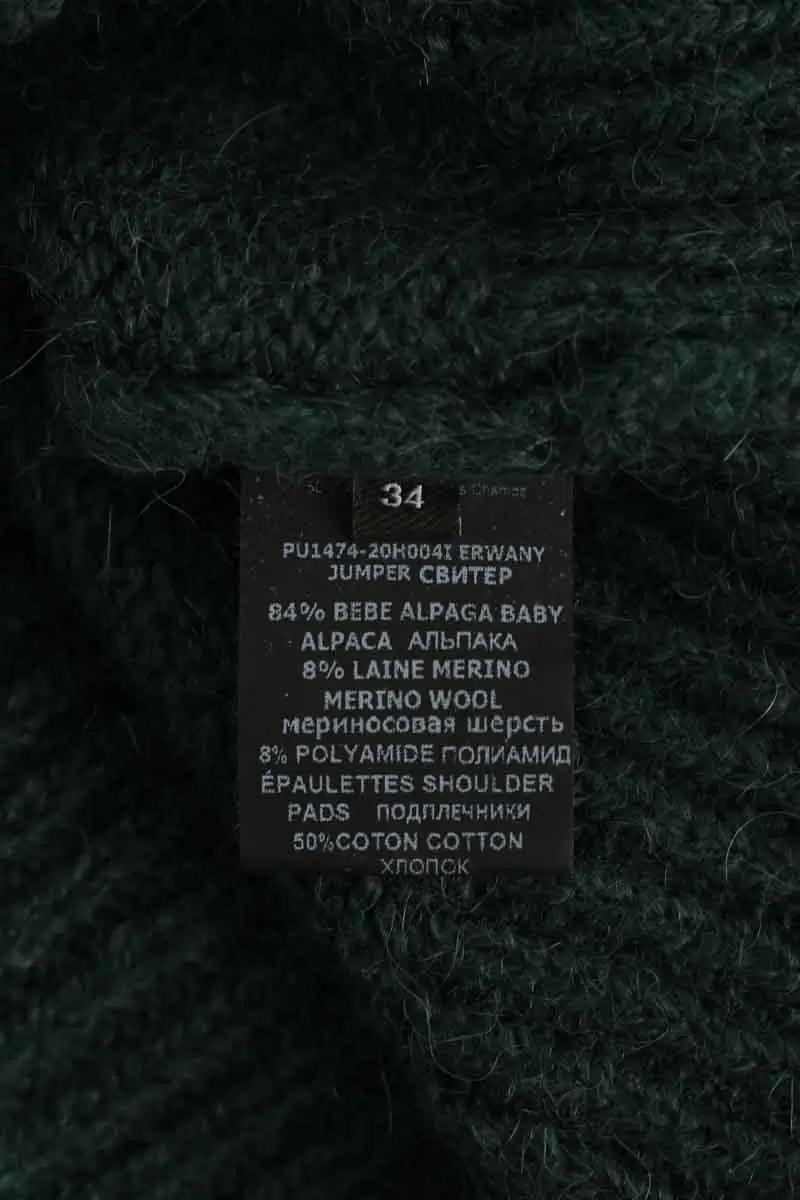 34
PU1474-20H004I ERWANY
JUMPER СВИТЕР
84% BEBE ALPAGA BABY
ALPACA АЛЬПАКА
8% LAINE MERINO
MERINO WOOL
мериносовая шерсть
8% POLYAMIDE ПОЛИАМИД
ÉPAULETTES SHOULDER
PADS ПОДПЛЕЧНИКИ
50%COTON COTTON
ХЛОПОК